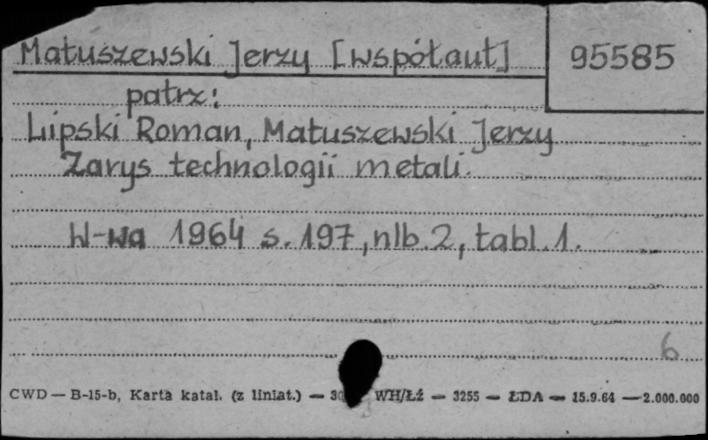 Matuszewski Jerzy [współaut] 95585
patrz:
Lipski Roman, Matuszewski Jerzy
Zarys technologii metali.
W-wa 1964 s. 197, nlb. 2, tabl. 1.
6
CWD — B-15-b, Karta katal. (z liniat.) — WH/Łź — 3255 — ŁDA — 15.9.64 — 2.000.000